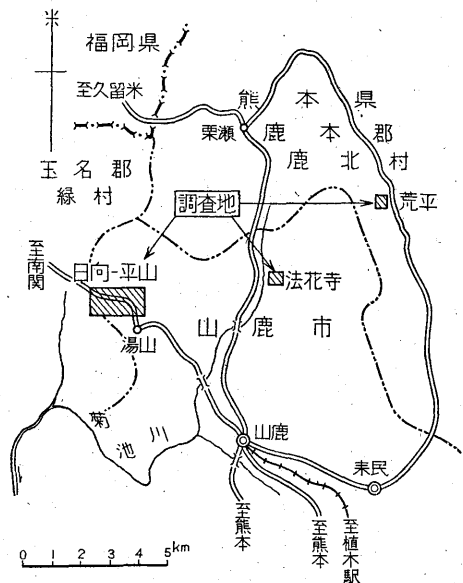 米
福岡県
至久留米
熊本県
栗瀬
鹿本郡
鹿北村
玉名郡
緑村
調査地
荒平
至南関
日向-平山
法花寺
湯山
山鹿市
菊池川
山鹿
来民
至熊本
至熊本
至植木駅
0 1 2 3 4 5km